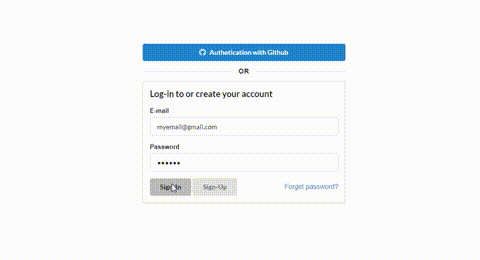 Authetication with Github
OR
Log-in to or create your account
E-mail
myemail@gmail.com
Password
••••••
Sign-In Sign-Up Forget password?